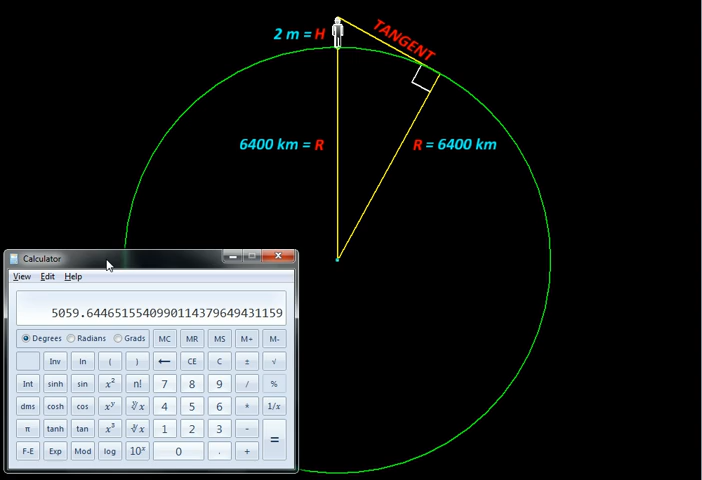 2 m = H
TANGENT
6400 km = R
R = 6400 km
Calculator
View Edit Help
5059.6446515540990114379649431159
Degrees Radians Grads MC MR MS M+ M-
Inv ln ( ) ← CE C ± √
Int sinh sin x² n! 7 8 9 / %
dms cosh cos xʸ ʸ√x 4 5 6 * 1/x
π tanh tan x³ ³√x 1 2 3 - =
F-E Exp Mod log 10ˣ 0 . +